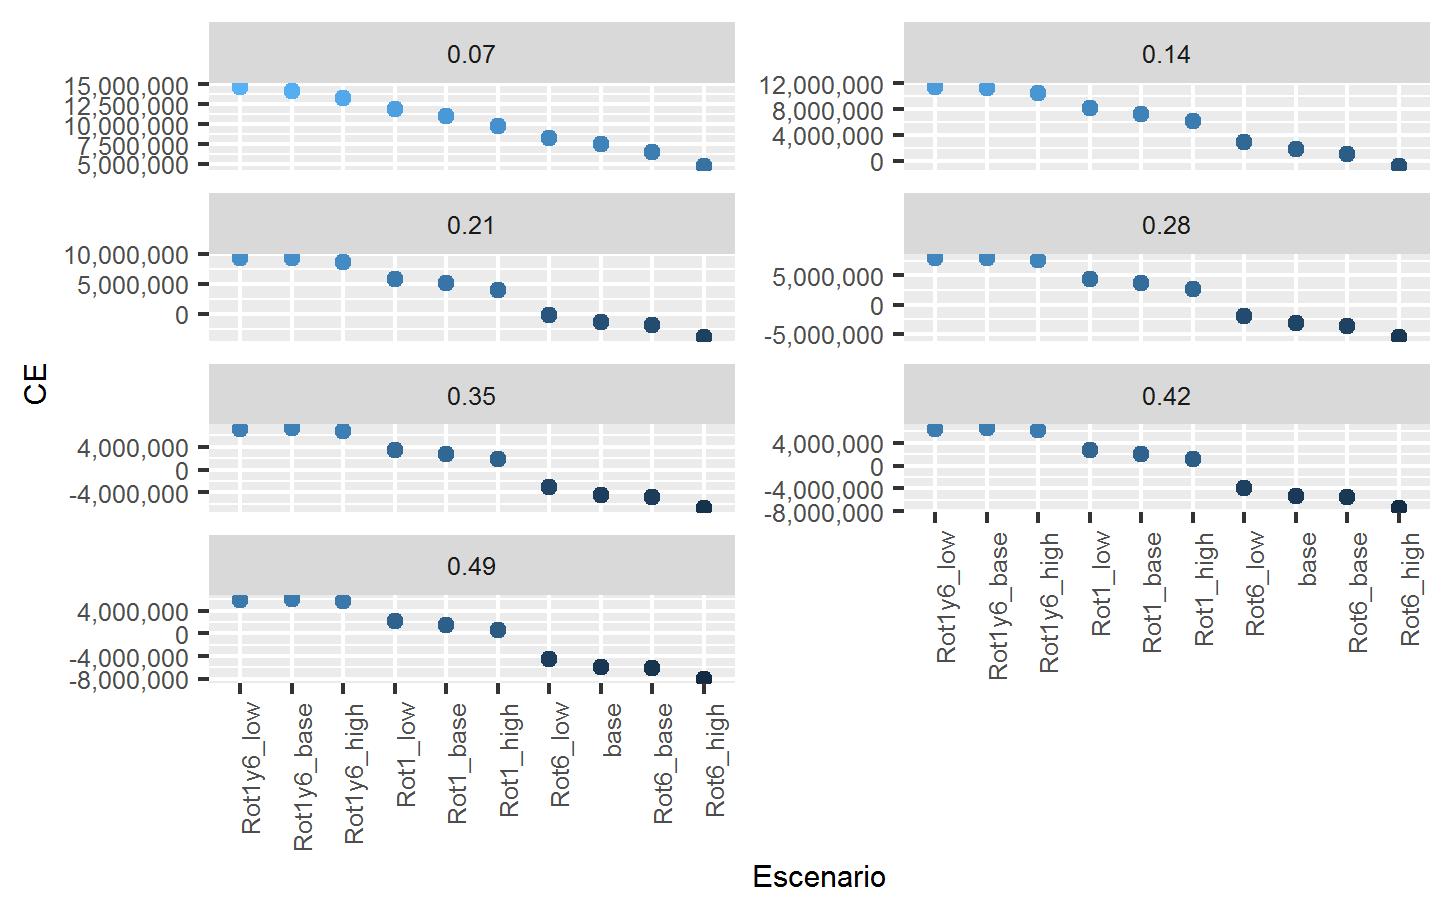 0.07
15,000,000
12,500,000
10,000,000
7,500,000
5,000,000
0.14
12,000,000
8,000,000
4,000,000
0
0.21
10,000,000
5,000,000
0
0.28
5,000,000
0
-5,000,000
0.35
4,000,000
0
-4,000,000
0.42
4,000,000
0
-4,000,000
-8,000,000
Rot1y6_low
Rot1y6_base
Rot1y6_high
Rot1_low
Rot1_base
Rot1_high
Rot6_low
base
Rot6_base
Rot6_high
0.49
4,000,000
0
-4,000,000
-8,000,000
Rot1y6_low
Rot1y6_base
Rot1y6_high
Rot1_low
Rot1_base
Rot1_high
Rot6_low
base
Rot6_base
Rot6_high
CE
Escenario